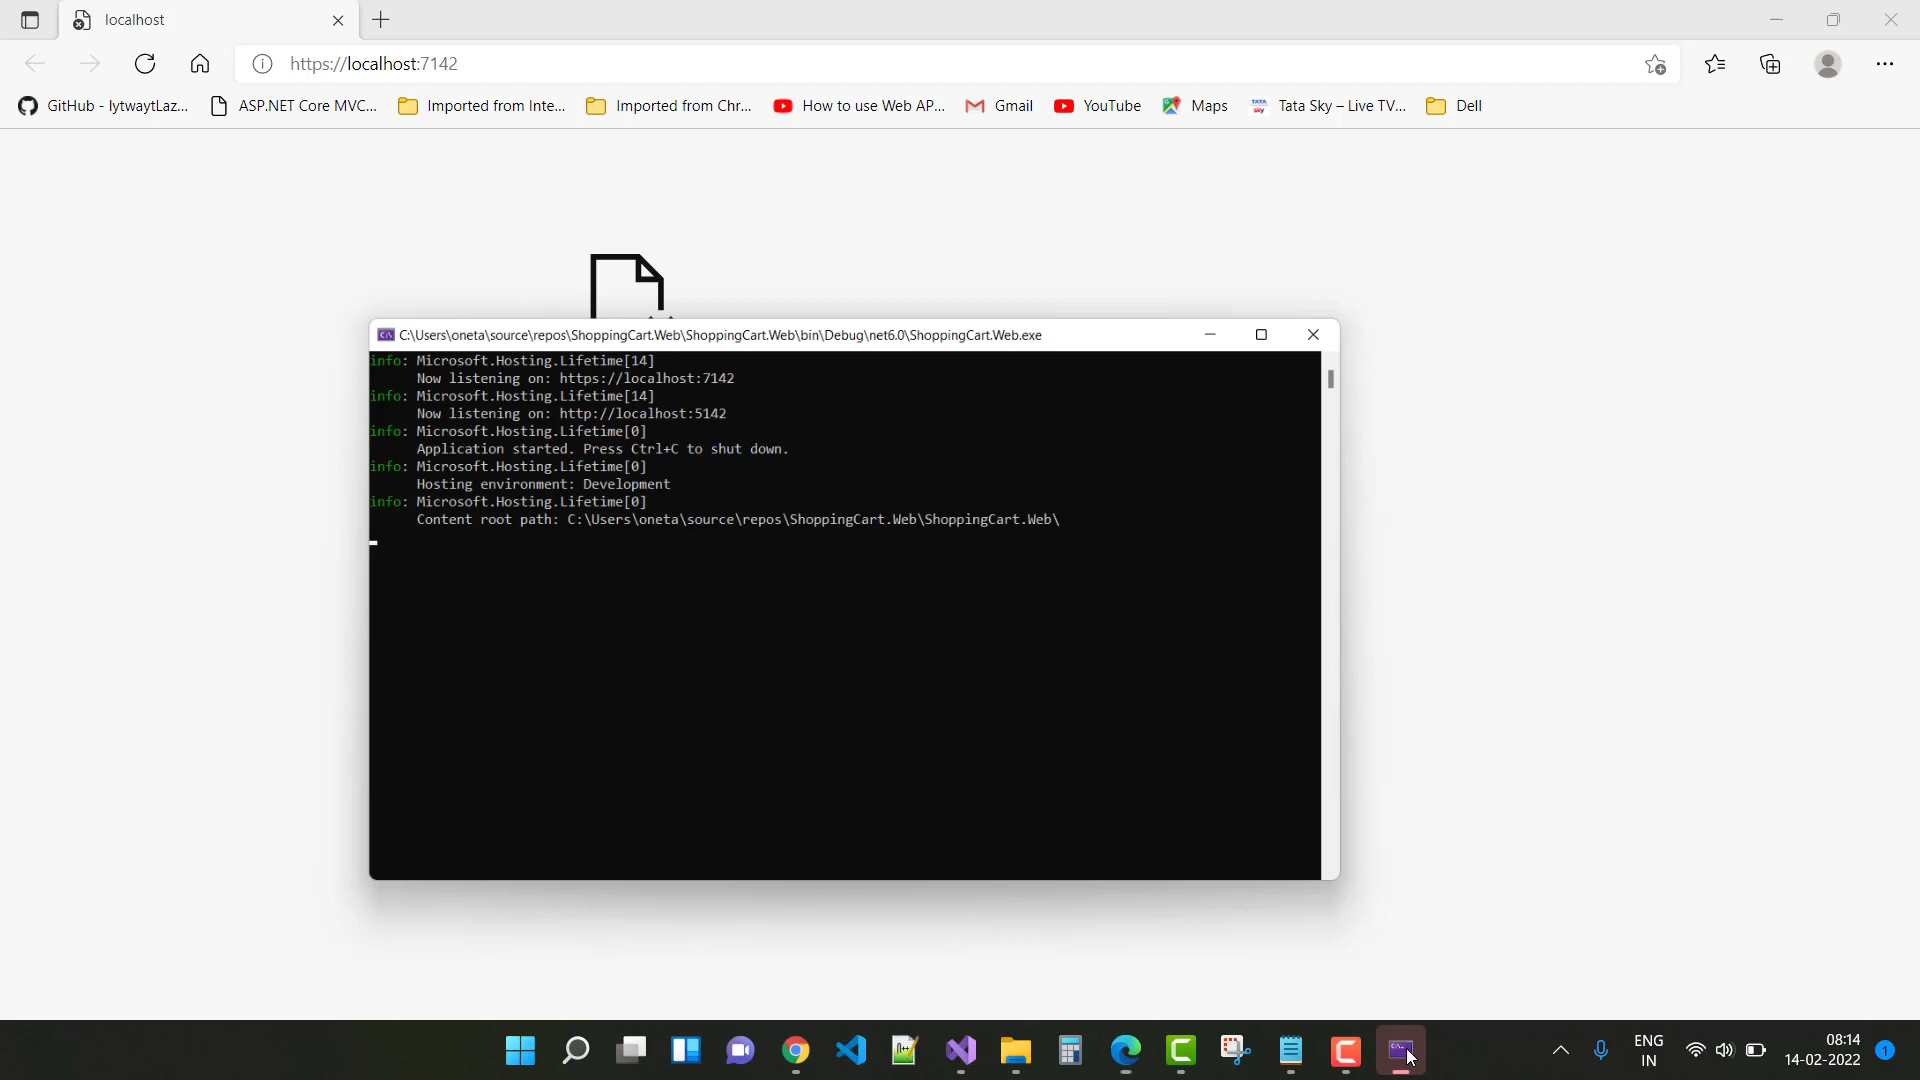 localhost
https://localhost:7142
GitHub - lytwaytLaz...
ASP.NET Core MVC...
Imported from Inte...
Imported from Chr...
How to use Web AP...
Gmail
YouTube
Maps
TATA sky
Tata Sky – Live TV...
Dell
C:\Users\oneta\source\repos\ShoppingCart.Web\ShoppingCart.Web\bin\Debug\net6.0\ShoppingCart.Web.exe
info: Microsoft.Hosting.Lifetime[14]
Now listening on: https://localhost:7142
info: Microsoft.Hosting.Lifetime[14]
Now listening on: http://localhost:5142
info: Microsoft.Hosting.Lifetime[0]
Application started. Press Ctrl+C to shut down.
info: Microsoft.Hosting.Lifetime[0]
Hosting environment: Development
info: Microsoft.Hosting.Lifetime[0]
Content root path: C:\Users\oneta\source\repos\ShoppingCart.Web\ShoppingCart.Web\
ENG
IN
08:14
14-02-2022
1